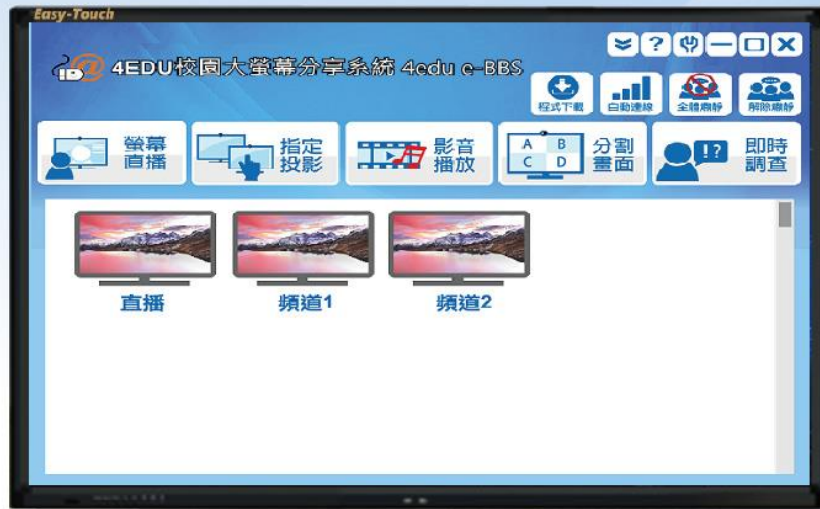 Easy-Touch
4EDU校園大螢幕分享系統 4edu e-BBS
程式下載
自動連線
全體肅靜
解除肅靜
螢幕
直播
指定
投影
影音
播放
A B
C D
分割
畫面
!?
即時
調查
直播
頻道1
頻道2